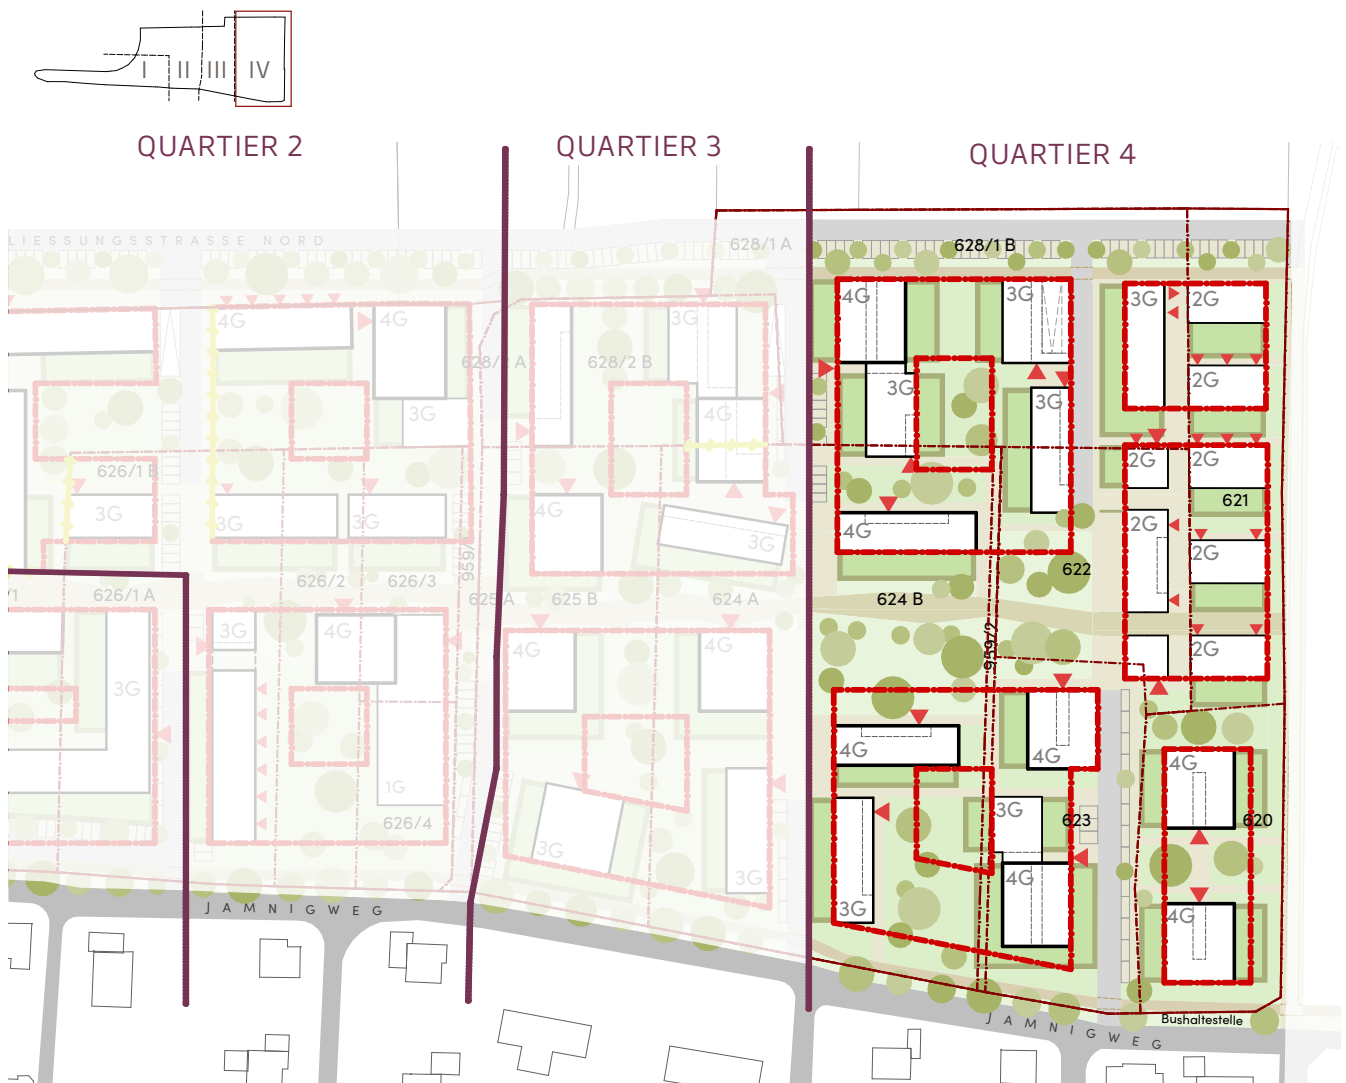 I II III IV
QUARTIER 2 QUARTIER 3 QUARTIER 4
LIESSUNGSSTRASSE NORD
628/1 A
628/1 B
4G
4G
3G
4G
3G
3G
2G
3G
4G
3G
3G
2G
628/2 B
626/1 B
3G
3G
3G
4G
3G
4G
2G
2G
621
2G
2G
622
626/2
626/3
626/1 A
625 A
625 B
624 A
624 B
959/2
3G
4G
4G
4G
2G
3G
4G
4G
4G
1G
626/4
3G
3G
3G
3G
4G
623
620
4G
JAMNIGWEG
JAMNIGWEG
Bushaltestelle